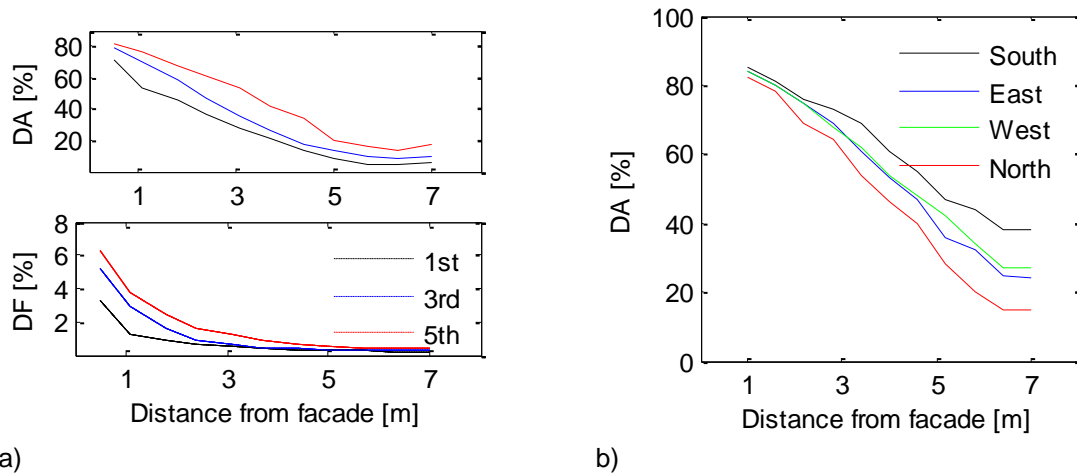 80
60
40
20
DA [%]
1 3 5 7
8
6
4
2
DF [%]
1st
3rd
5th
1 3 5 7
Distance from facade [m]
a)
100
80
60
40
20
0
DA [%]
South
East
West
North
1 3 5 7
Distance from facade [m]
b)